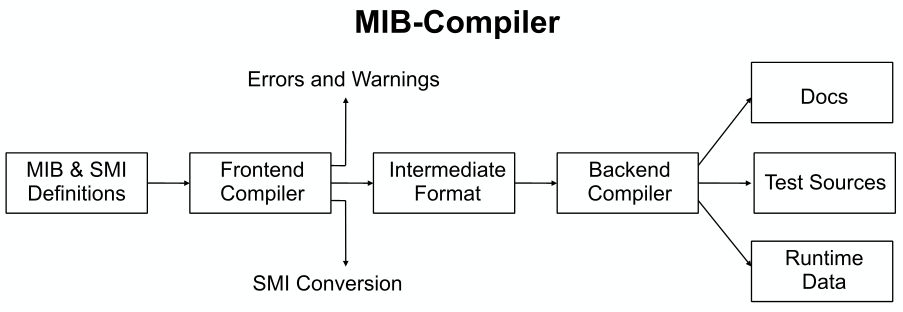 MIB-Compiler
Errors and Warnings
MIB & SMI
Definitions
Frontend
Compiler
Intermediate
Format
Backend
Compiler
Docs
Test Sources
Runtime
Data
SMI Conversion